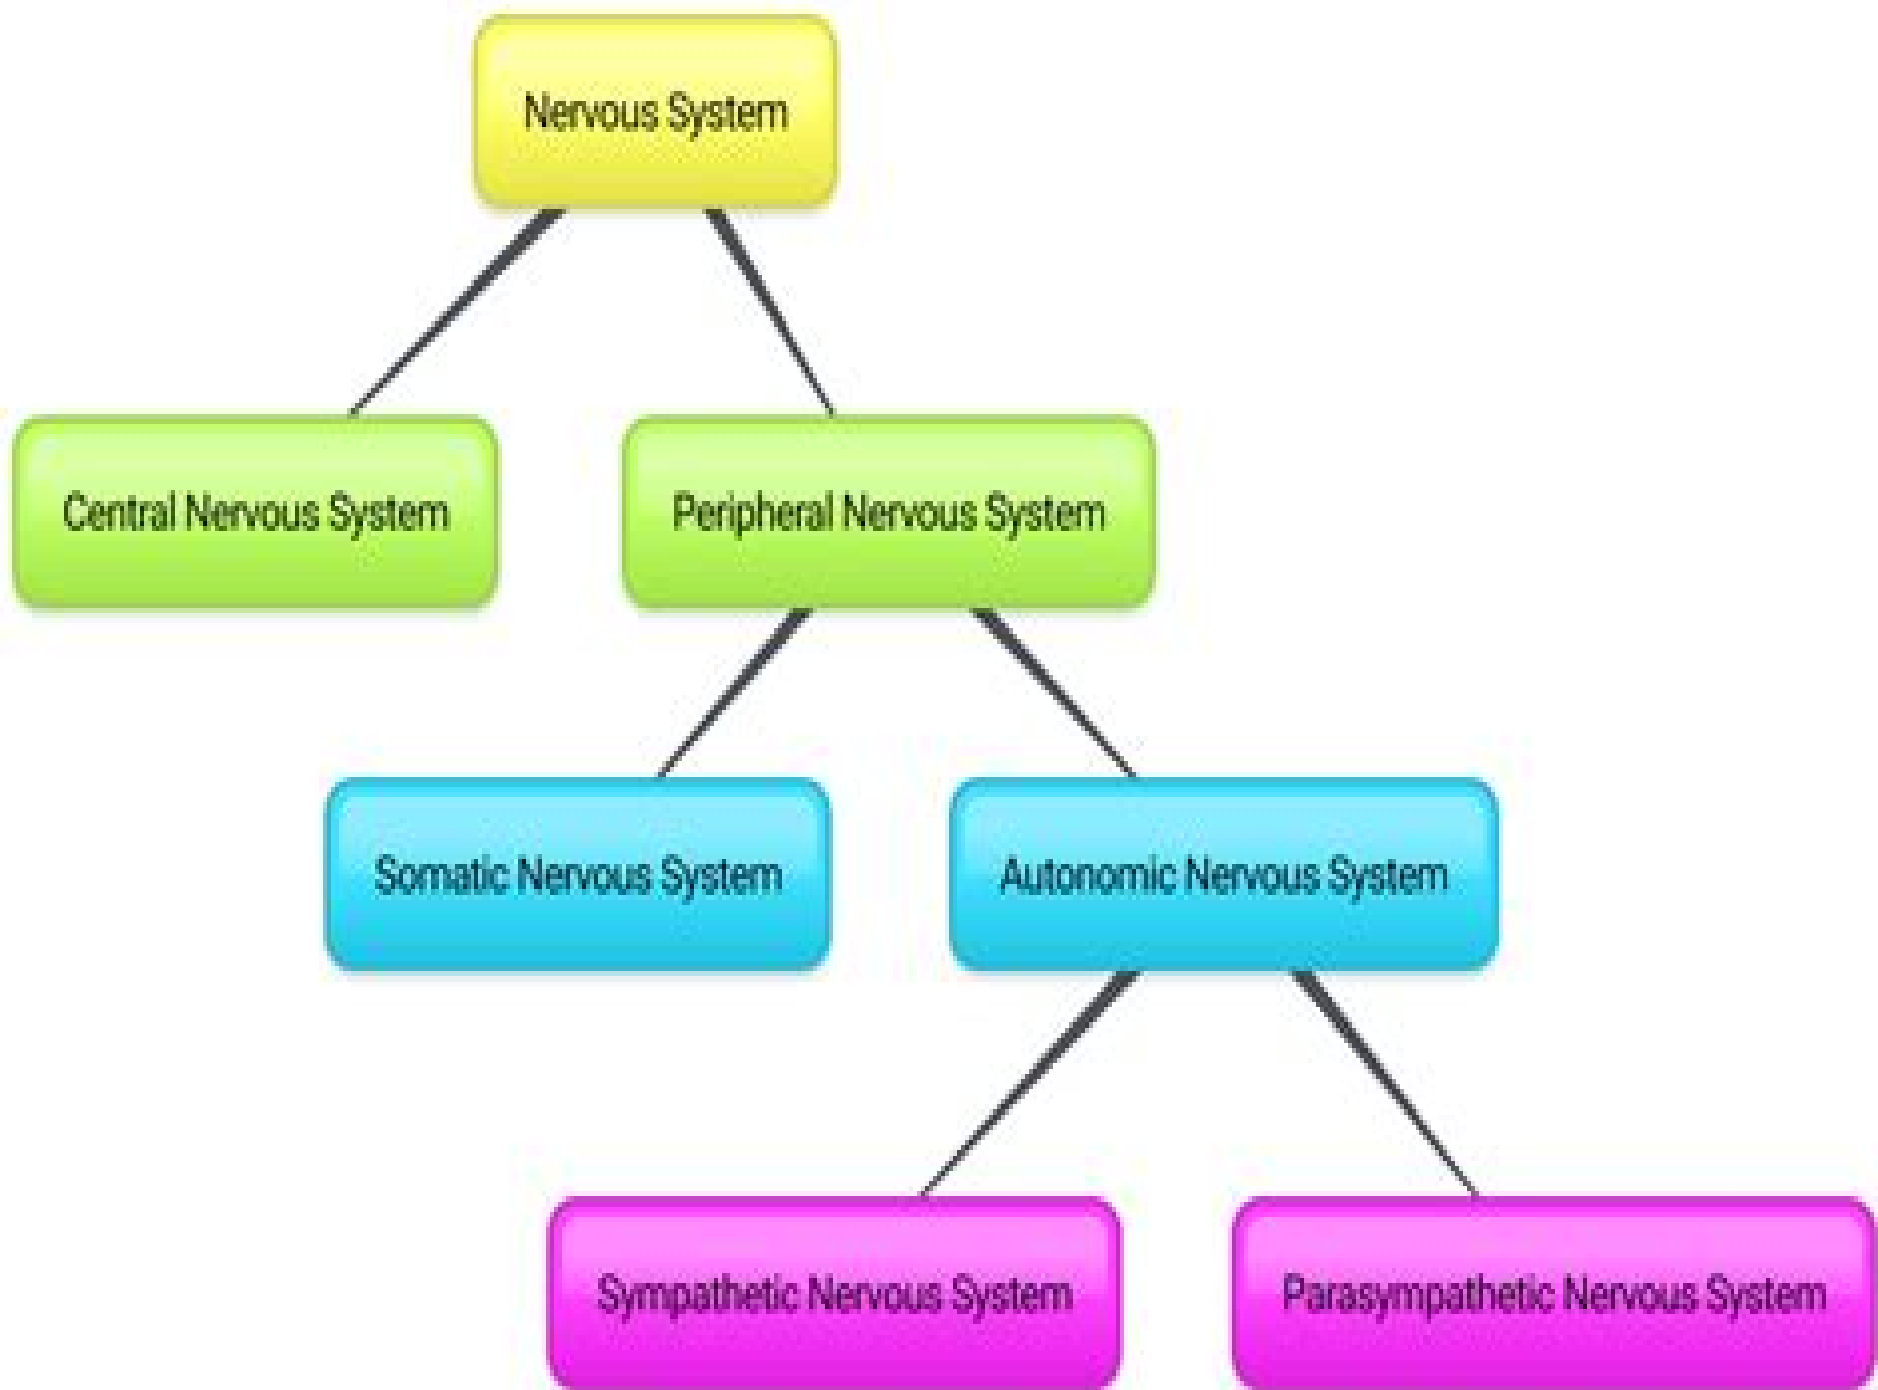 Nervous System
Central Nervous System
Peripheral Nervous System
Somatic Nervous System
Autonomic Nervous System
Sympathetic Nervous System
Parasympathetic Nervous System